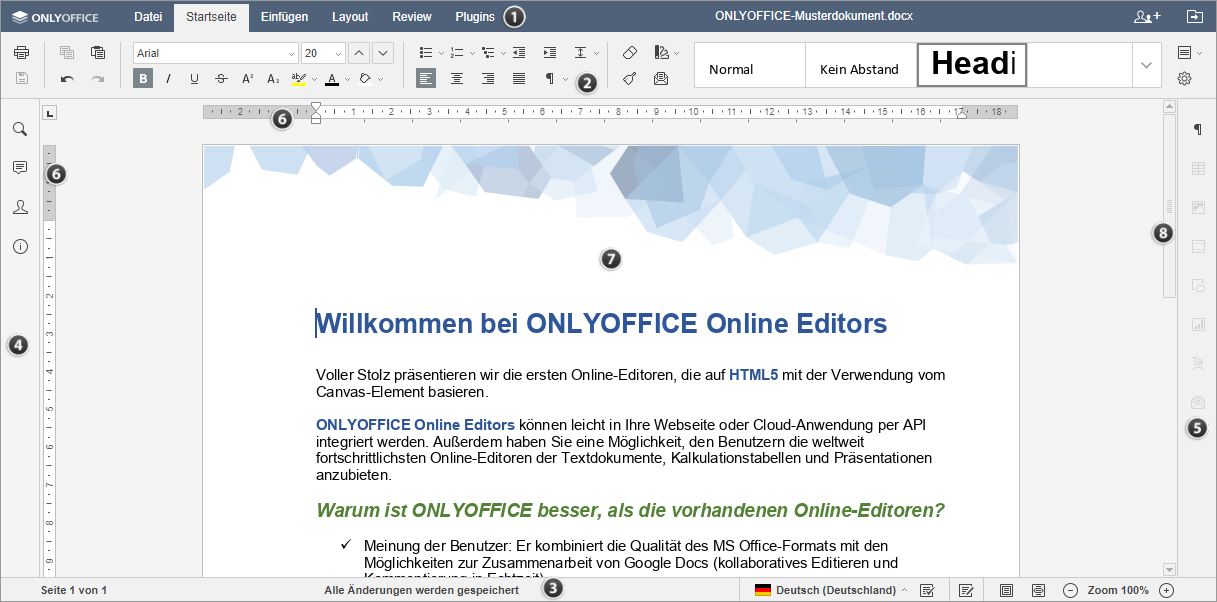 ONLYOFFICE Datei Startseite Einfügen Layout Review Plugins 1 ONLYOFFICE-Musterdokument.docx
Arial 20
B I U S A² A₂ A 2
Normal Kein Abstand Headi
2 1 1 2 3 4 5 6 7 8 9 10 11 12 13 14 15 16 17 18
6
6
8
7
Willkommen bei ONLYOFFICE Online Editors
4
Voller Stolz präsentieren wir die ersten Online-Editoren, die auf HTML5 mit der Verwendung vom
Canvas-Element basieren.
ONLYOFFICE Online Editors können leicht in Ihre Webseite oder Cloud-Anwendung per API
5
integriert werden. Außerdem haben Sie eine Möglichkeit, den Benutzern die weltweit
fortschrittlichsten Online-Editoren der Textdokumente, Kalkulationstabellen und Präsentationen
anzubieten.
Warum ist ONLYOFFICE besser, als die vorhandenen Online-Editoren?
Meinung der Benutzer: Er kombiniert die Qualität des MS Office-Formats mit den
Möglichkeiten zur Zusammenarbeit von Google Docs (kollaboratives Editieren und
Kommentierung in Echtzeit)
Seite 1 von 1 Alle Änderungen werden gespeichert 3 Deutsch (Deutschland) Zoom 100%